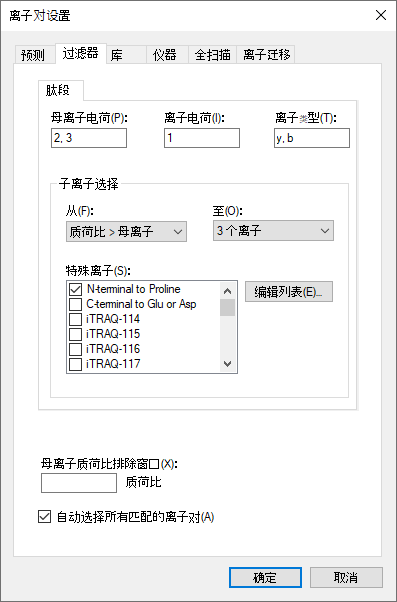 离子对设置
预测 过滤器 库 仪器 全扫描 离子迁移
肽段
母离子电荷(P): 离子电荷(I): 离子类型(T):
2, 3 1 y, b
子离子选择
从(F): 至(O):
质荷比 > 母离子 3 个离子
特殊离子(S):
N-terminal to Proline
编辑列表(E)...
C-terminal to Glu or Asp
iTRAQ-114
iTRAQ-115
iTRAQ-116
iTRAQ-117
母离子质荷比排除窗口(X):
质荷比
自动选择所有匹配的离子对(A)
确定 取消